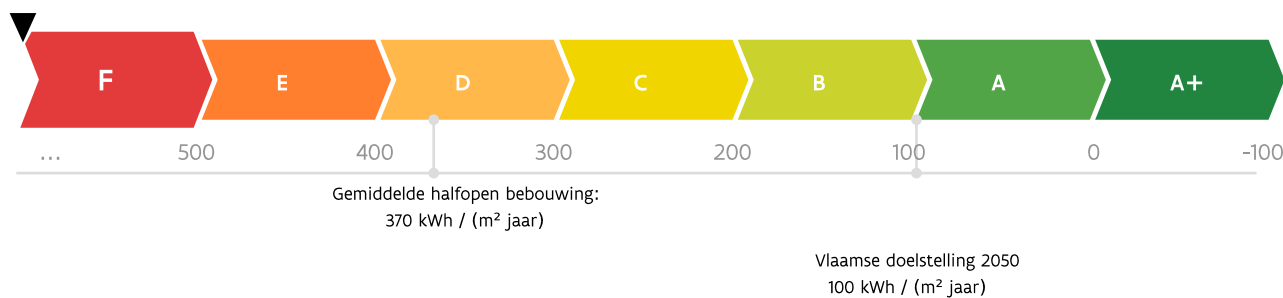 F E D C B A A+
... 500 400 300 200 100 0 -100
Gemiddelde halfopen bebouwing:
370 kWh / (m² jaar)
Vlaamse doelstelling 2050
100 kWh / (m² jaar)